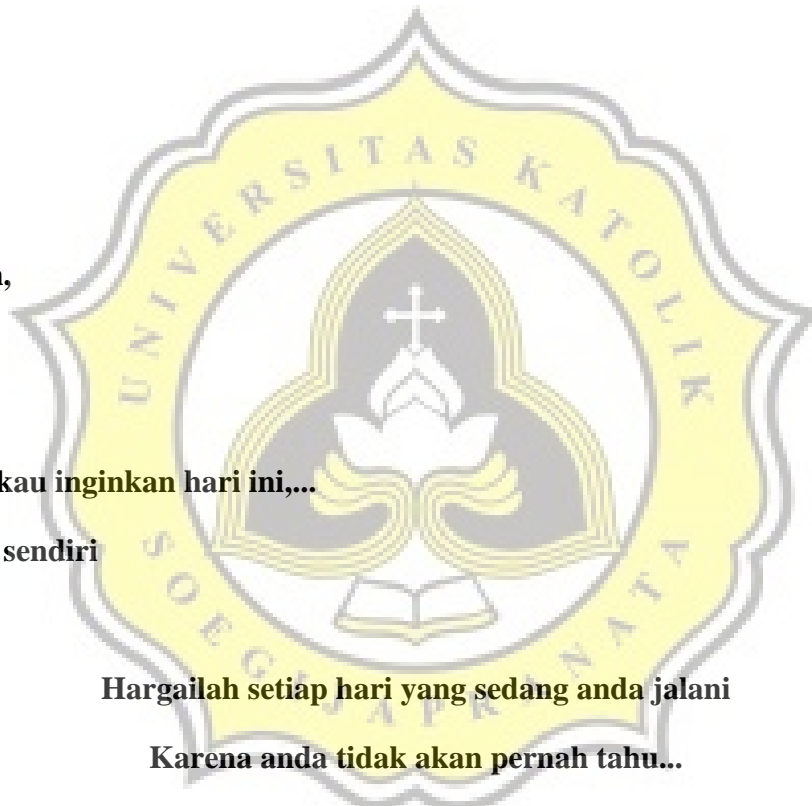 UNIVERSITAS KATOLIK
,
kau inginkan hari ini,...
sendiri
SOEGIJAPRANATA
Hargailah setiap hari yang sedang anda jalani
Karena anda tidak akan pernah tahu...